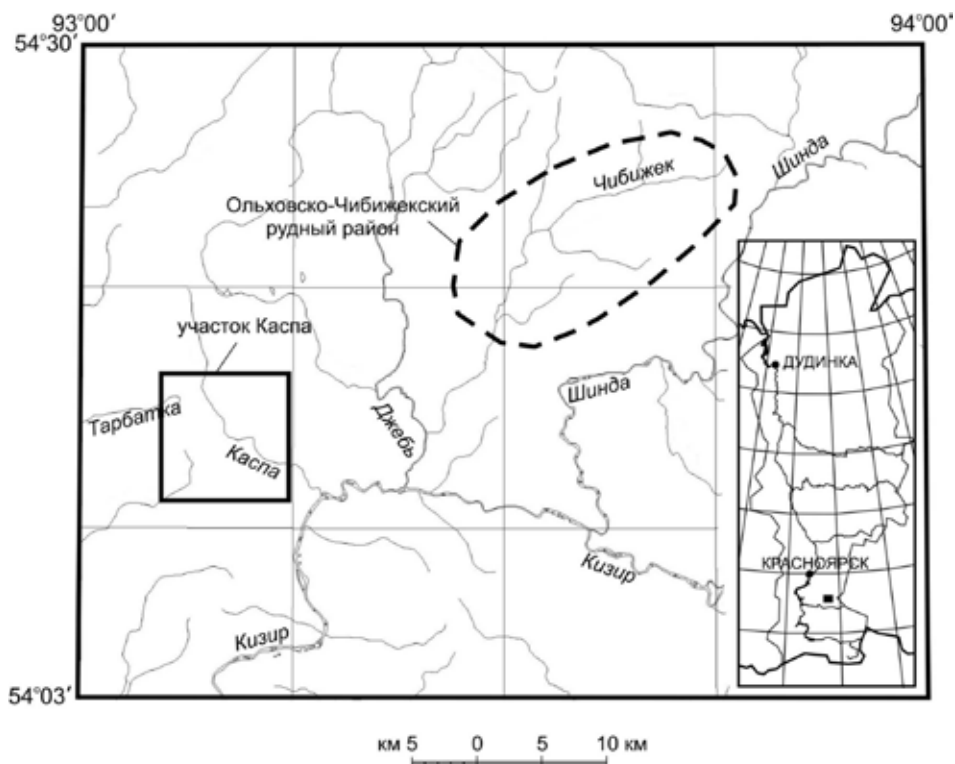 93°00′
94°00′
54°30′
Шинда
Чибижек
Ольховско-Чибижекский
рудный район
участок Каспа
ДУДИНКА
Шинда
Тарбатка
Джебь
Каспа
КРАСНОЯРСК
Кизир
Кизир
54°03′
км 5 0 5 10 км